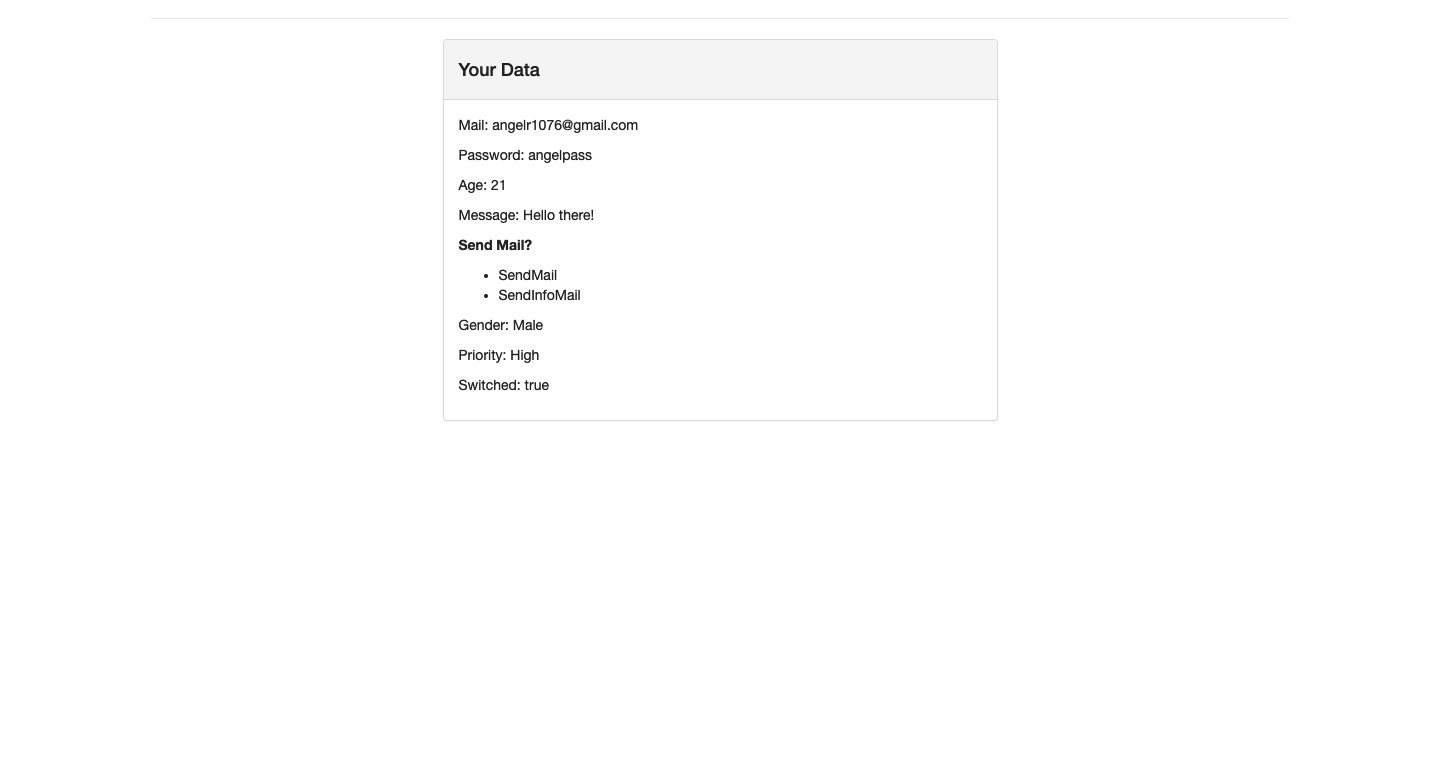 Your Data
Mail: angelr1076@gmail.com
Password: angelpass
Age: 21
Message: Hello there!
Send Mail?
• SendMail
• SendInfoMail
Gender: Male
Priority: High
Switched: true